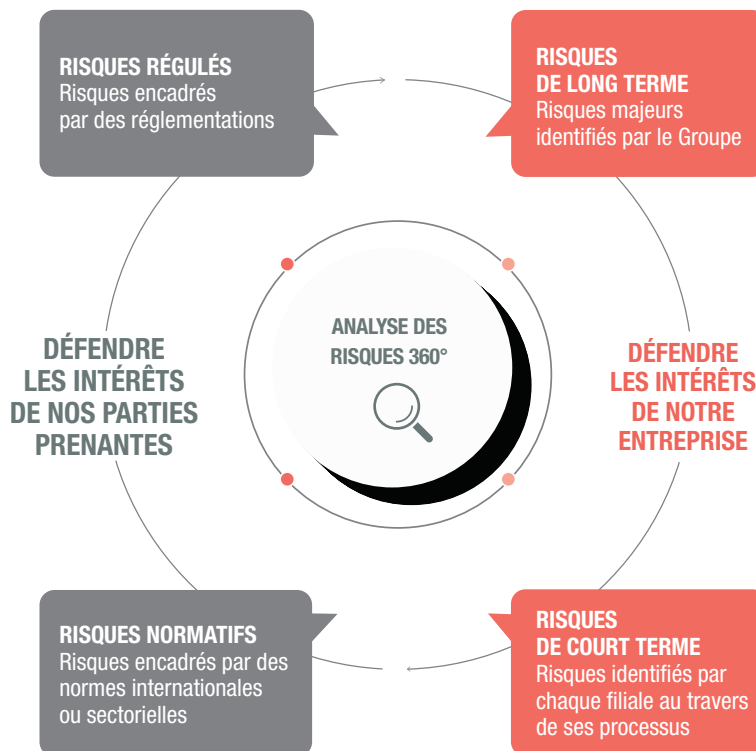 RISQUES RÉGULÉS
Risques encadrés
par des réglementations
RISQUES
DE LONG TERME
Risques majeurs
identifiés par le Groupe
ANALYSE DES
RISQUES 360°
DÉFENDRE
LES INTÉRÊTS
DE NOS PARTIES
PRENANTES
DÉFENDRE
LES INTÉRÊTS
DE NOTRE
ENTREPRISE
RISQUES NORMATIFS
Risques encadrés par des
normes internationales
ou sectorielles
RISQUES
DE COURT TERME
Risques identifiés par
chaque filiale au travers
de ses processus